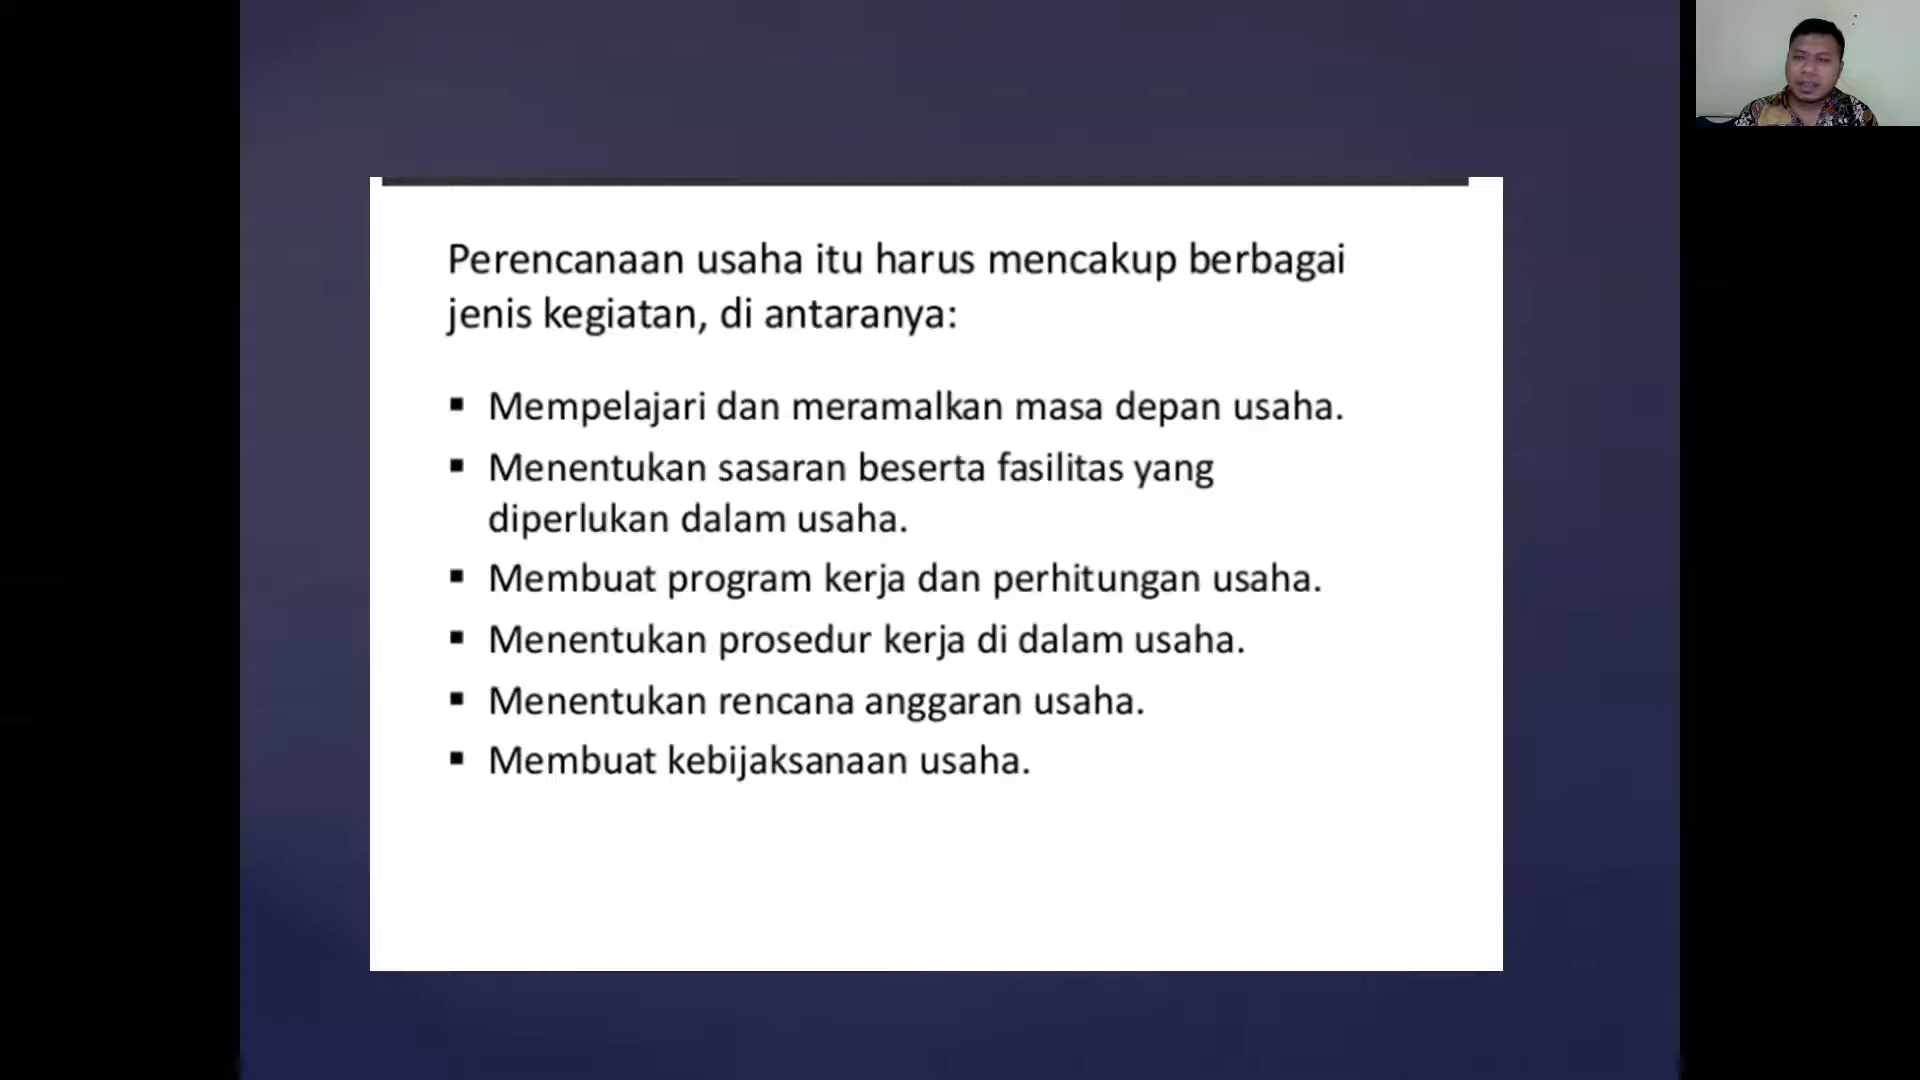 Perencanaan usaha itu harus mencakup berbagai
jenis kegiatan, di antaranya:
▪ Mempelajari dan meramalkan masa depan usaha.
▪ Menentukan sasaran beserta fasilitas yang
diperlukan dalam usaha.
▪ Membuat program kerja dan perhitungan usaha.
▪ Menentukan prosedur kerja di dalam usaha.
▪ Menentukan rencana anggaran usaha.
▪ Membuat kebijaksanaan usaha.